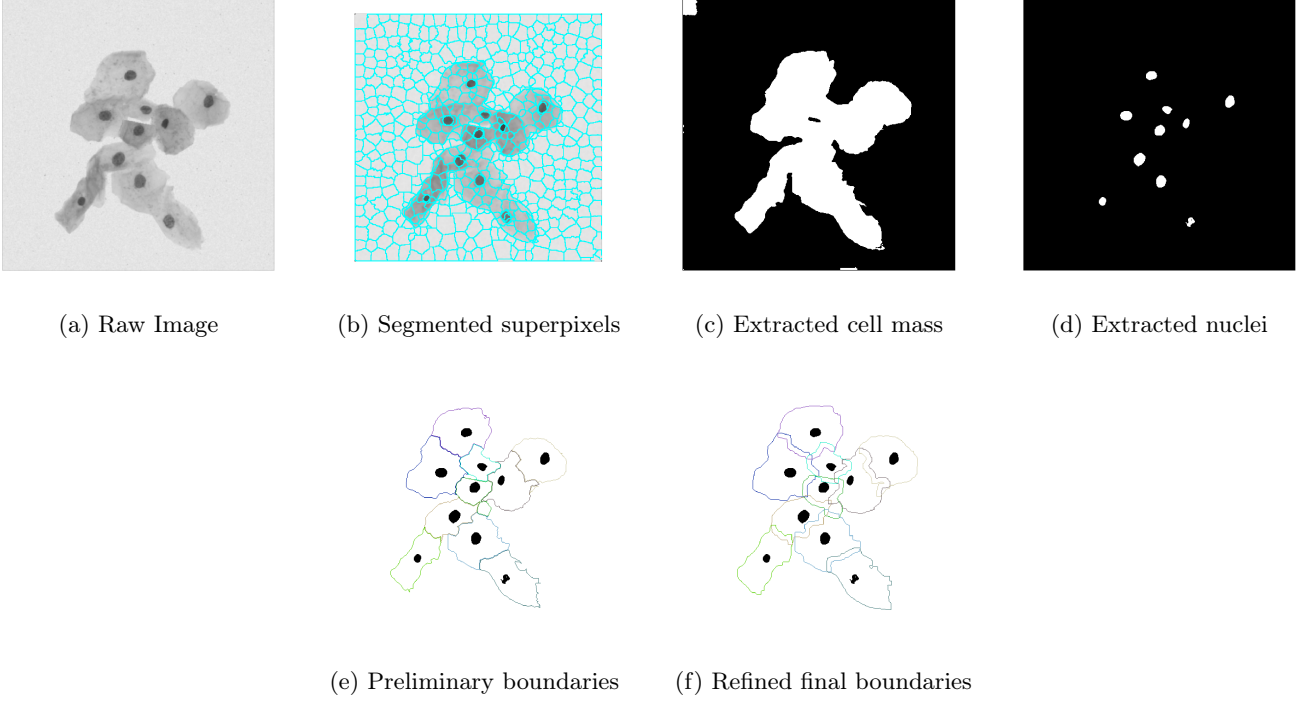 (a) Raw Image
(b) Segmented superpixels
(c) Extracted cell mass
(d) Extracted nuclei
(e) Preliminary boundaries
(f) Refined final boundaries